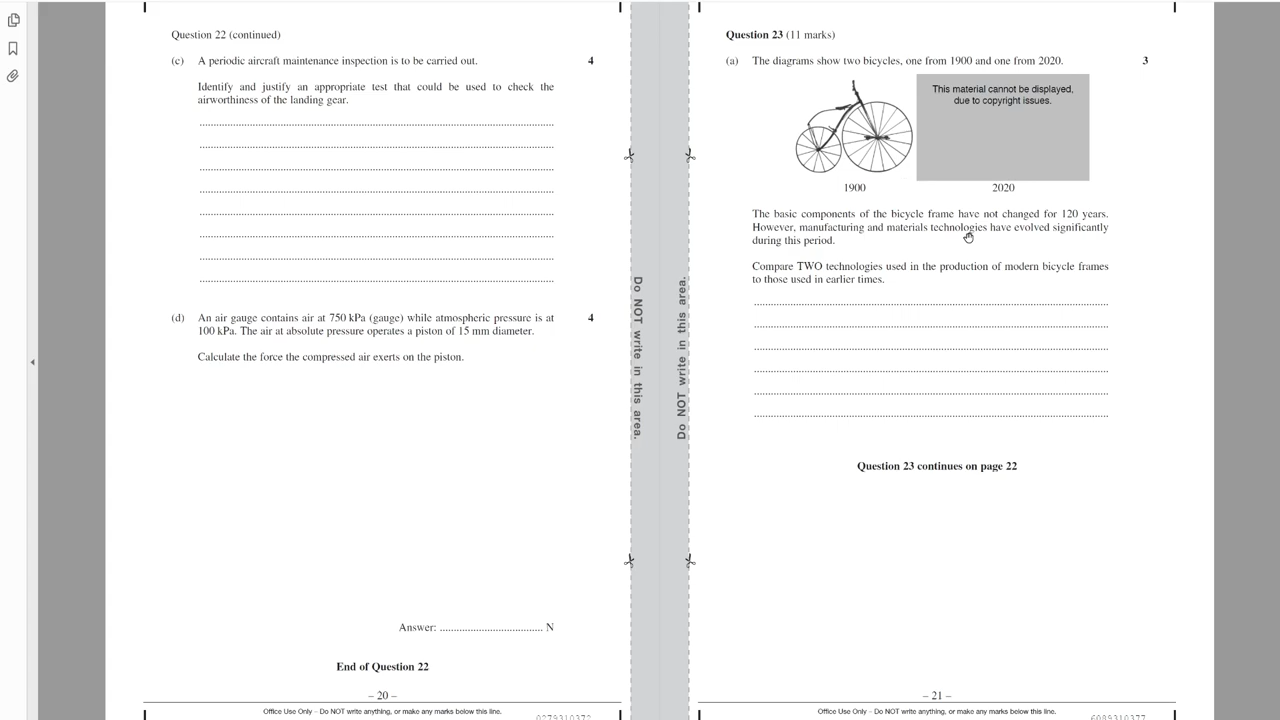 Question 22 (continued)
(c) A periodic aircraft maintenance inspection is to be carried out. 4
Identify and justify an appropriate test that could be used to check the
airworthiness of the landing gear.
(d) An air gauge contains air at 750 kPa (gauge) while atmospheric pressure is at 4
100 kPa. The air at absolute pressure operates a piston of 15 mm diameter.
Calculate the force the compressed air exerts on the piston.
Answer: ..................................... N
End of Question 22
– 20 –
Office Use Only – Do NOT write anything, or make any marks below this line.
0279310372
Do NOT write in this area.
Do NOT write in this area.
Question 23 (11 marks)
(a) The diagrams show two bicycles, one from 1900 and one from 2020. 3
This material cannot be displayed,
due to copyright issues.
1900 2020
The basic components of the bicycle frame have not changed for 120 years.
However, manufacturing and materials technologies have evolved significantly
during this period.
Compare TWO technologies used in the production of modern bicycle frames
to those used in earlier times.
Question 23 continues on page 22
– 21 –
Office Use Only – Do NOT write anything, or make any marks below this line.
6089310377